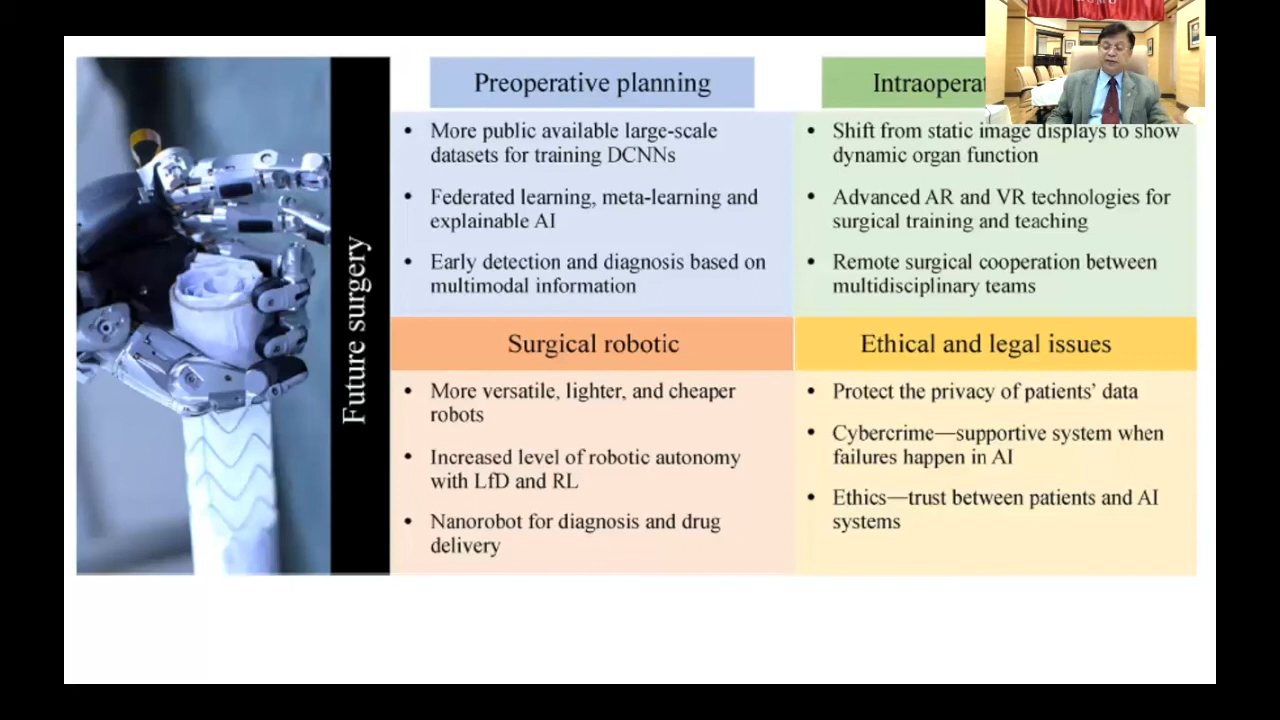 Future surgery
Preoperative planning
• More public available large-scale
datasets for training DCNNs
• Federated learning, meta-learning and
explainable AI
• Early detection and diagnosis based on
multimodal information
• Shift from static image displays to show
dynamic organ function
• Advanced AR and VR technologies for
surgical training and teaching
• Remote surgical cooperation between
multidisciplinary teams
Surgical robotic
• More versatile, lighter, and cheaper
robots
• Increased level of robotic autonomy
with LfD and RL
• Nanorobot for diagnosis and drug
delivery
Ethical and legal issues
• Protect the privacy of patients’ data
• Cybercrime—supportive system when
failures happen in AI
• Ethics—trust between patients and AI
systems